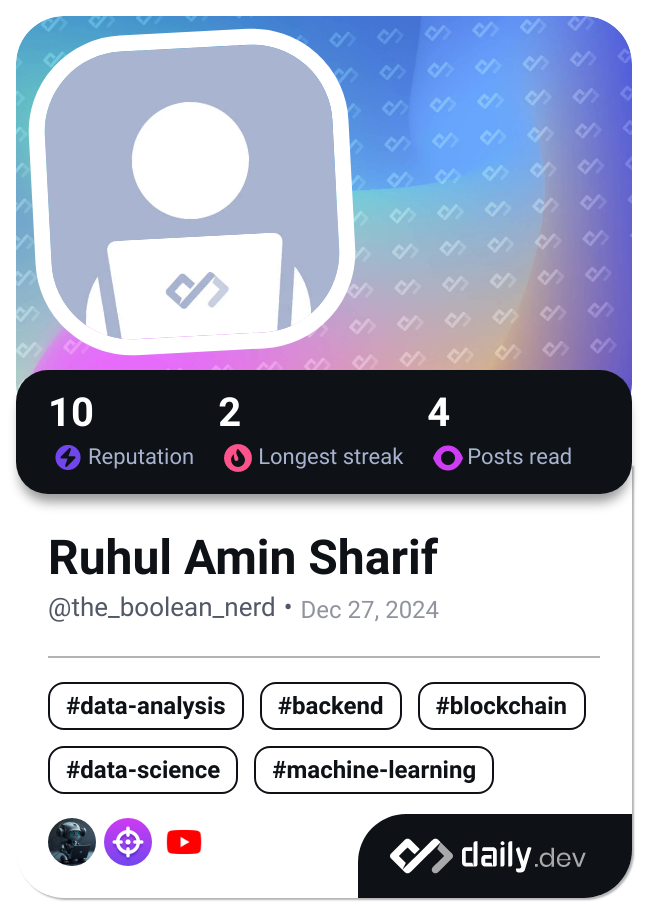 10 2 4
Reputation Longest streak Posts read
Ruhul Amin Sharif
@the_boolean_nerd • Dec 27, 2024
#data-analysis #backend #blockchain
#data-science #machine-learning
daily.dev